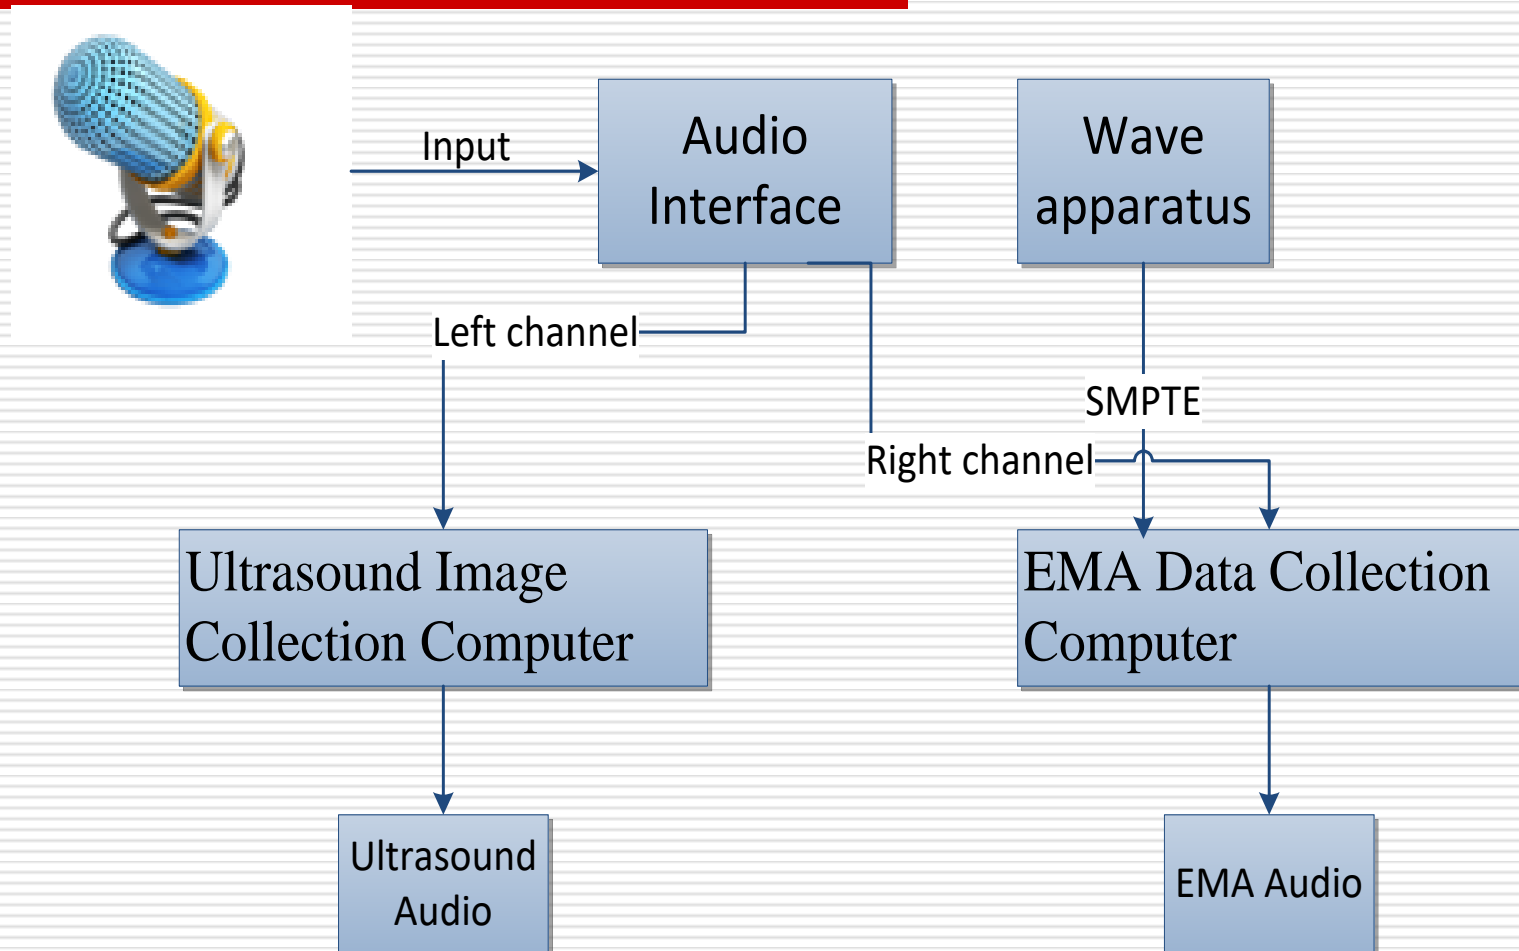 Input
Audio
Interface
Wave
apparatus
Left channel
SMPTE
Right channel
Ultrasound Image
Collection Computer
EMA Data Collection
Computer
Ultrasound
Audio
EMA Audio